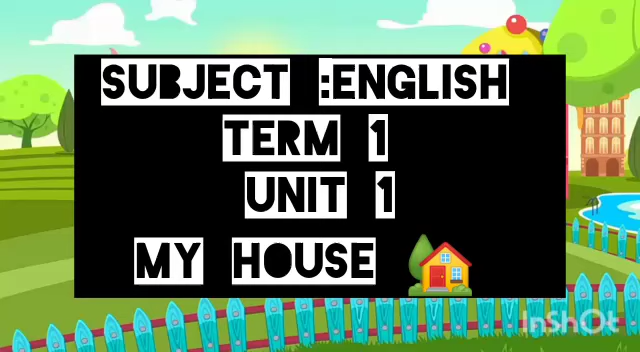 SUBJECT :ENGLISH
TERM 1
UNIT 1
MY HOUSE
InShOt